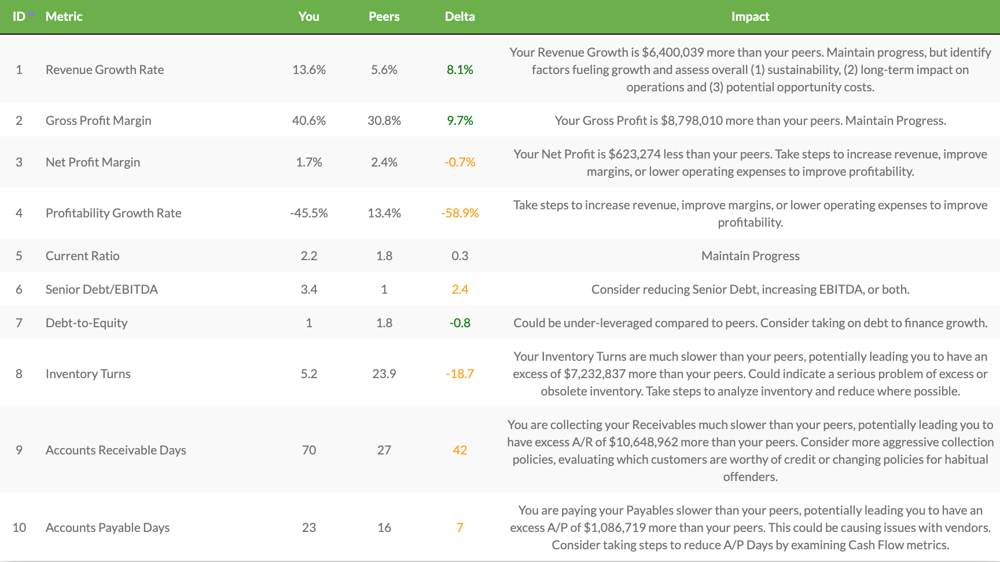 ID Metric You Peers Delta Impact
1 Revenue Growth Rate 13.6% 5.6% 8.1% Your Revenue Growth is $6,400,039 more than your peers. Maintain progress, but identify
factors fueling growth and assess overall (1) sustainability, (2) long-term impact on
operations and (3) potential opportunity costs.
2 Gross Profit Margin 40.6% 30.8% 9.7% Your Gross Profit is $8,798,010 more than your peers. Maintain Progress.
3 Net Profit Margin 1.7% 2.4% -0.7% Your Net Profit is $623,274 less than your peers. Take steps to increase revenue, improve
margins, or lower operating expenses to improve profitability.
4 Profitability Growth Rate -45.5% 13.4% -58.9% Take steps to increase revenue, improve margins, or lower operating expenses to improve
profitability.
5 Current Ratio 2.2 1.8 0.3 Maintain Progress
6 Senior Debt/EBITDA 3.4 1 2.4 Consider reducing Senior Debt, increasing EBITDA, or both.
7 Debt-to-Equity 1 1.8 -0.8 Could be under-leveraged compared to peers. Consider taking on debt to finance growth.
8 Inventory Turns 5.2 23.9 -18.7 Your Inventory Turns are much slower than your peers, potentially leading you to have an
excess of $7,232,837 more than your peers. Could indicate a serious problem of excess or
obsolete inventory. Take steps to analyze inventory and reduce where possible.
9 Accounts Receivable Days 70 27 42 You are collecting your Receivables much slower than your peers, potentially leading you to
have excess A/R of $10,648,962 more than your peers. Consider more aggressive collection
policies, evaluating which customers are worthy of credit or changing policies for habitual
offenders.
10 Accounts Payable Days 23 16 7 You are paying your Payables slower than your peers, potentially leading you to have an
excess A/P of $1,086,719 more than your peers. This could be causing issues with vendors.
Consider taking steps to reduce A/P Days by examining Cash Flow metrics.